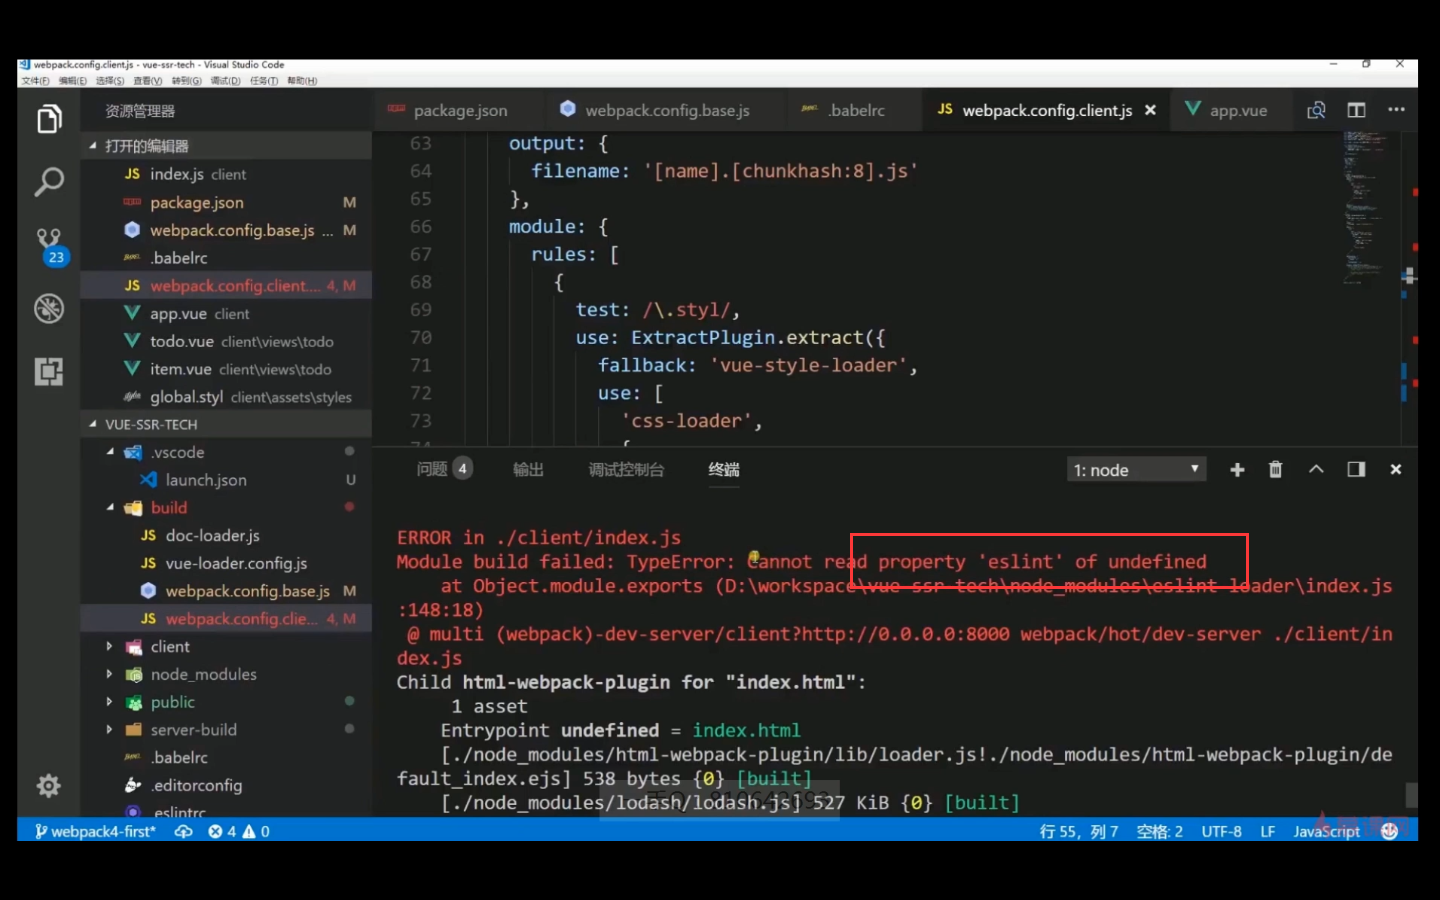 webpack.config.client.js - vue-ssr-tech - Visual Studio Code
文件(F) 编辑(E) 选择(S) 查看(V) 转到(G) 调试(D) 任务(T) 帮助(H)
资源管理器
package.json
webpack.config.base.js
.babelrc
JS webpack.config.client.js
app.vue
打开的编辑器
JS index.js client
package.json M
webpack.config.base.js ... M
.babelrc
JS webpack.config.client.... 4, M
app.vue client
todo.vue client\views\todo
item.vue client\views\todo
global.styl client\assets\styles
23
VUE-SSR-TECH
.vscode
launch.json U
build
JS doc-loader.js
JS vue-loader.config.js
webpack.config.base.js M
JS webpack.config.clie... 4, M
client
node_modules
public
server-build
.babelrc
.editorconfig
.eslintrc
63 output: {
64 filename: '[name].[chunkhash:8].js'
65 },
66 module: {
67 rules: [
68 {
69 test: /\.styl/,
70 use: ExtractPlugin.extract({
71 fallback: 'vue-style-loader',
72 use: [
73 'css-loader',
74 {
问题 4 输出 调试控制台 终端 1: node
ERROR in ./client/index.js
Module build failed: TypeError: Cannot read property 'eslint' of undefined
at Object.module.exports (D:\workspace\vue-ssr-tech\node_modules\eslint-loader\index.js
:148:18)
@ multi (webpack)-dev-server/client?http://0.0.0.0:8000 webpack/hot/dev-server ./client/in
dex.js
Child html-webpack-plugin for "index.html":
1 asset
Entrypoint undefined = index.html
[./node_modules/html-webpack-plugin/lib/loader.js!./node_modules/html-webpack-plugin/de
fault_index.ejs] 538 bytes {0} [built]
[./node_modules/lodash/lodash.js] 527 KiB {0} [built]
webpack4-first* 4 0 行 55，列 7 空格: 2 UTF-8 LF JavaScript